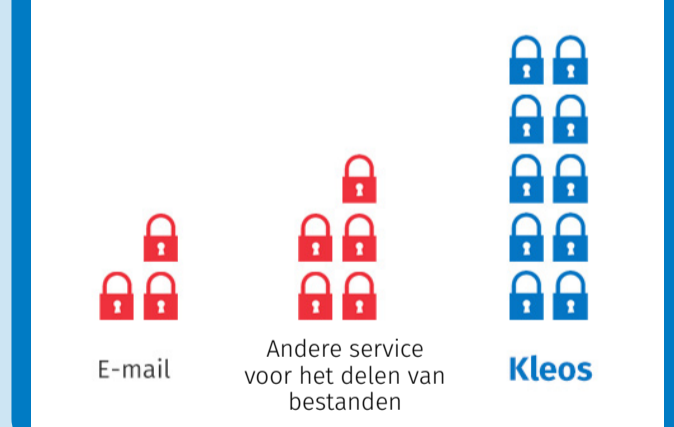 E-mail
Andere service
voor het delen van
bestanden
Kleos